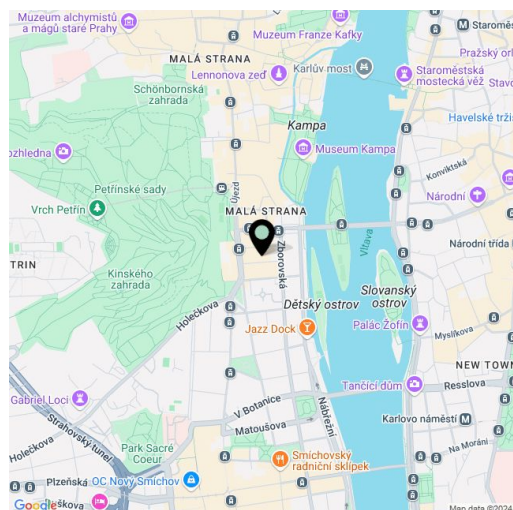 Muzeum alchymistů
a mágů staré Prahy
Muzeum Franze Kafky
Staroměs
MALÁ STRANA
Karlův most
Pražský orl
Lennonova zeď
Staroměstská
mostecká věž
Stavo
Schönbornská
zahrada
Havelské trži
Kampa
Museum Kampa
ozhledna
Konviktská
Petřínské sady
Újezd
Národní
Vrch Petřín
MALÁ STRANA
Vltava
Národní třída
TRIN
Kinského
zahrada
Zborovská
Slovanský
ostrov
Dětský ostrov
Holečkova
Jazz Dock
Palác Žofín
Myslíkova
NEW TOWN
Tančící dům
Resslova
Gabriel Loci
Nábřežní
V Botanice
Karlovo náměstí
Strahovský tunel
Matoušova
Holečkova
Na Moráni
Park Sacré
Coeur
Smíchovský
radniční sklípek
Plzeňská
OC Nový Smíchov
Duškova
Google
Map data ©2024